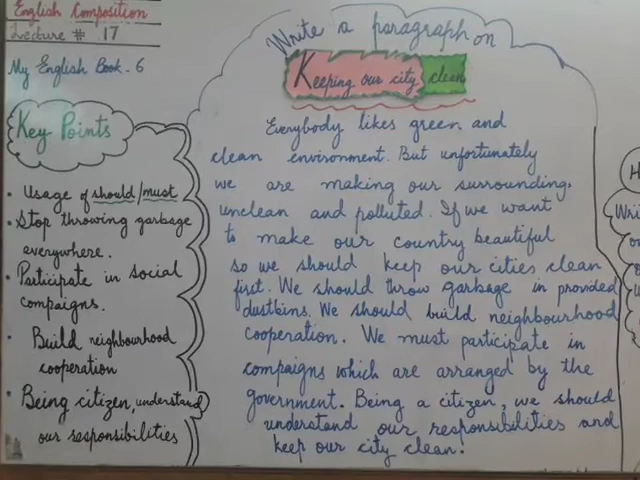 English Composition
Lecture # 17
My English Book - 6
Key Points
• Usage of should/must
• Stop throwing garbage
everywhere.
• Participate in social
compaigns.
• Build neighbourhood
cooperation
• Being citizen, understand
our responsibilities
Write a paragraph on
Keeping our city clean
Everybody likes green and
clean environment. But unfortunately
we are making our surroundings
unclean and polluted. If we want
to make our country beautiful
so we should keep our cities clean
first. We should throw garbage in provided
dustbins. We should build neighbourhood
cooperation. We must participate in
compaigns which are arranged by the
government. Being a citizen, we should
understand our responsibilities and
keep our city clean!